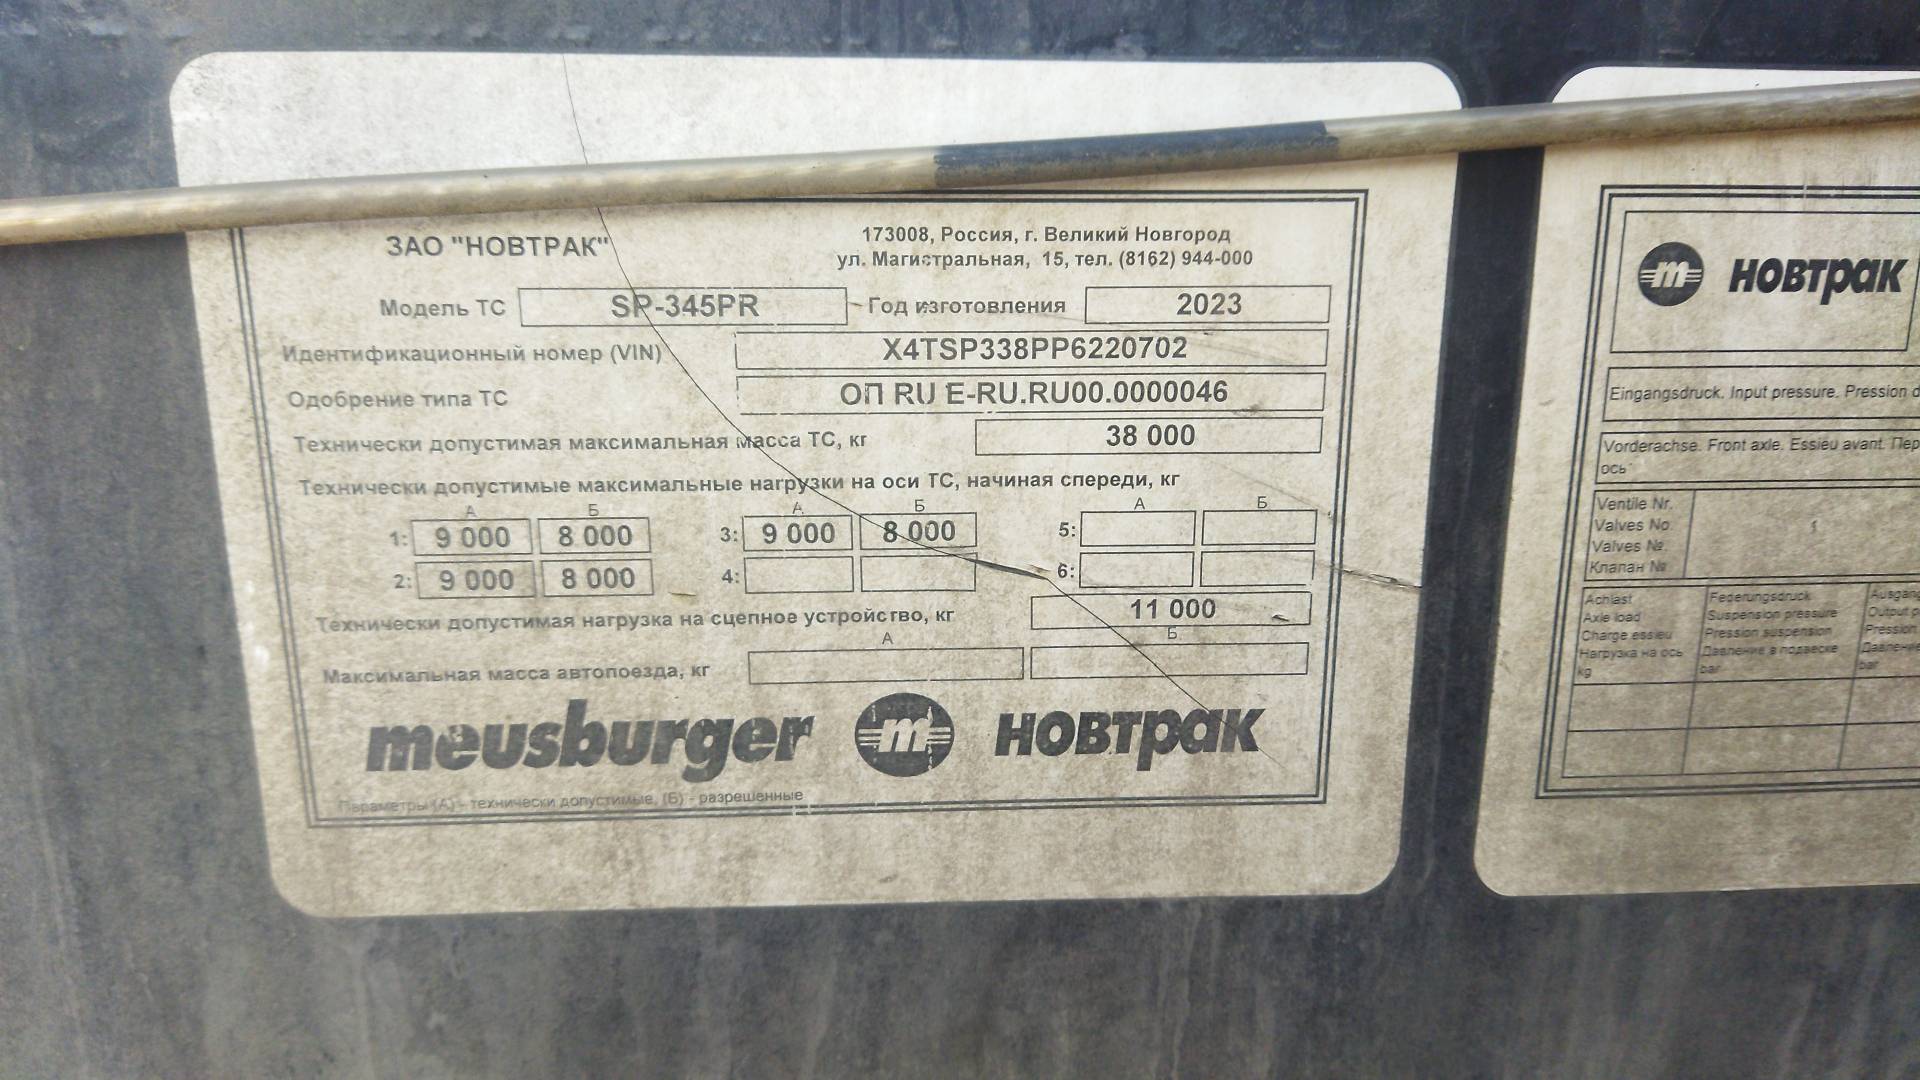 ЗАО "НОВТРАК"
173008, Россия, г. Великий Новгород
ул. Магистральная, 15, тел. (8162) 944-000
Модель ТС SP-345PR Год изготовления 2023
Идентификационный номер (VIN) X4TSP338PP6220702
Одобрение типа ТС ОП RU E-RU.RU00.0000046
Технически допустимая максимальная масса ТС, кг 38 000
Технически допустимые максимальные нагрузки на оси ТС, начиная спереди, кг
А Б А Б А Б
1: 9 000 8 000 3: 9 000 8 000 5:
2: 9 000 8 000 4: 6:
Технически допустимая нагрузка на сцепное устройство, кг 11 000
А Б
Максимальная масса автопоезда, кг
meusburger m новтрак
Параметры (А) - технически допустимые, (Б) - разрешенные
m новтрак
Eingangsdruck. Input pressure. Pression
Vorderachse. Front axle. Essieu avant.
ось
Ventile Nr.
Valves No
Valves №
Клапан №
Achlast
Axle load
Charge essieu
Нагрузка на ось
kg
Federungsdruck
Suspension pressure
Pression suspension
Давление в подвеске
bar
Pression
bar